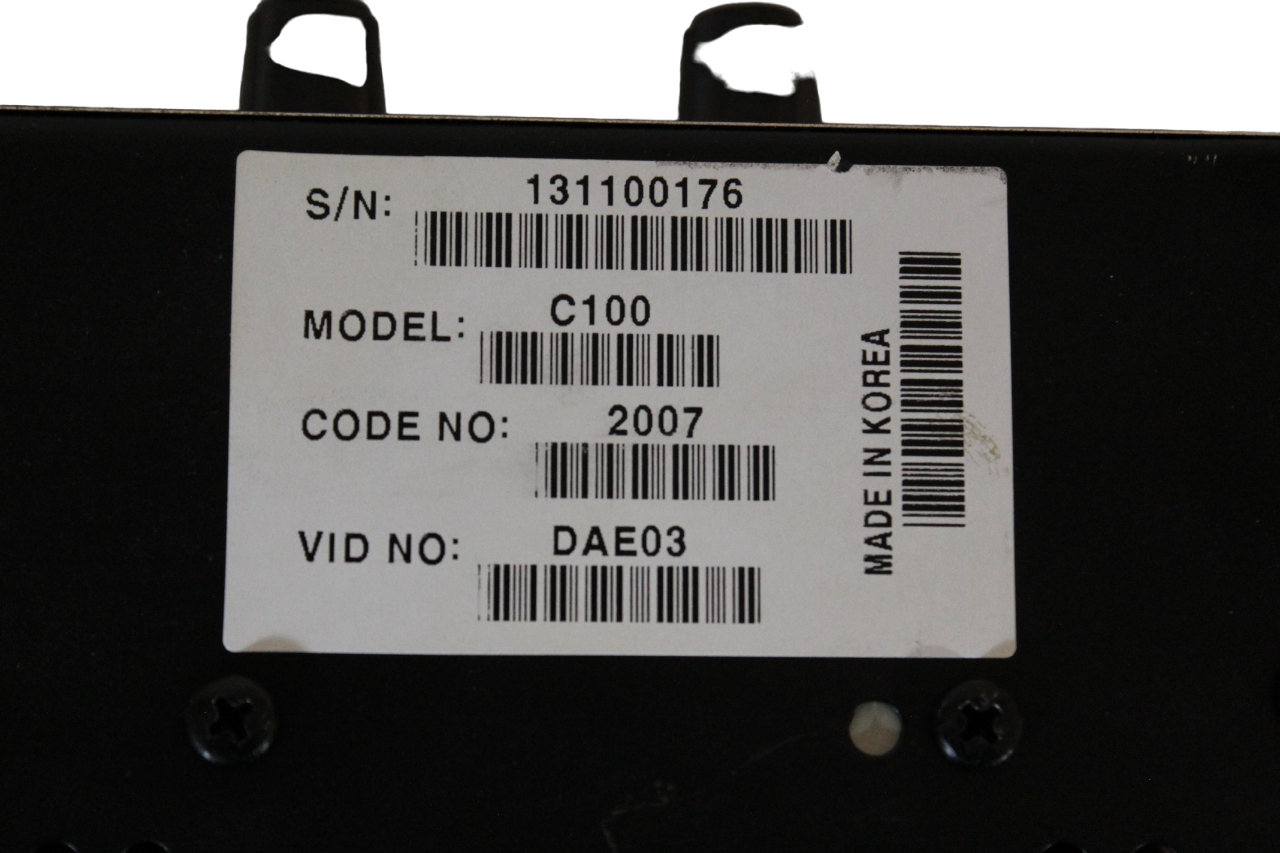 S/N: 131100176
MODEL: C100
CODE NO: 2007
VID NO: DAE03
MADE IN KOREA